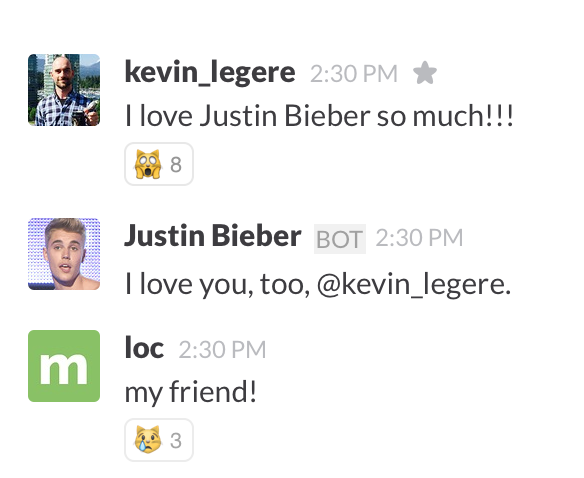 kevin_legere 2:30 PM
I love Justin Bieber so much!!!
8
Justin Bieber BOT 2:30 PM
I love you, too, @kevin_legere.
m
loc 2:30 PM
my friend!
3